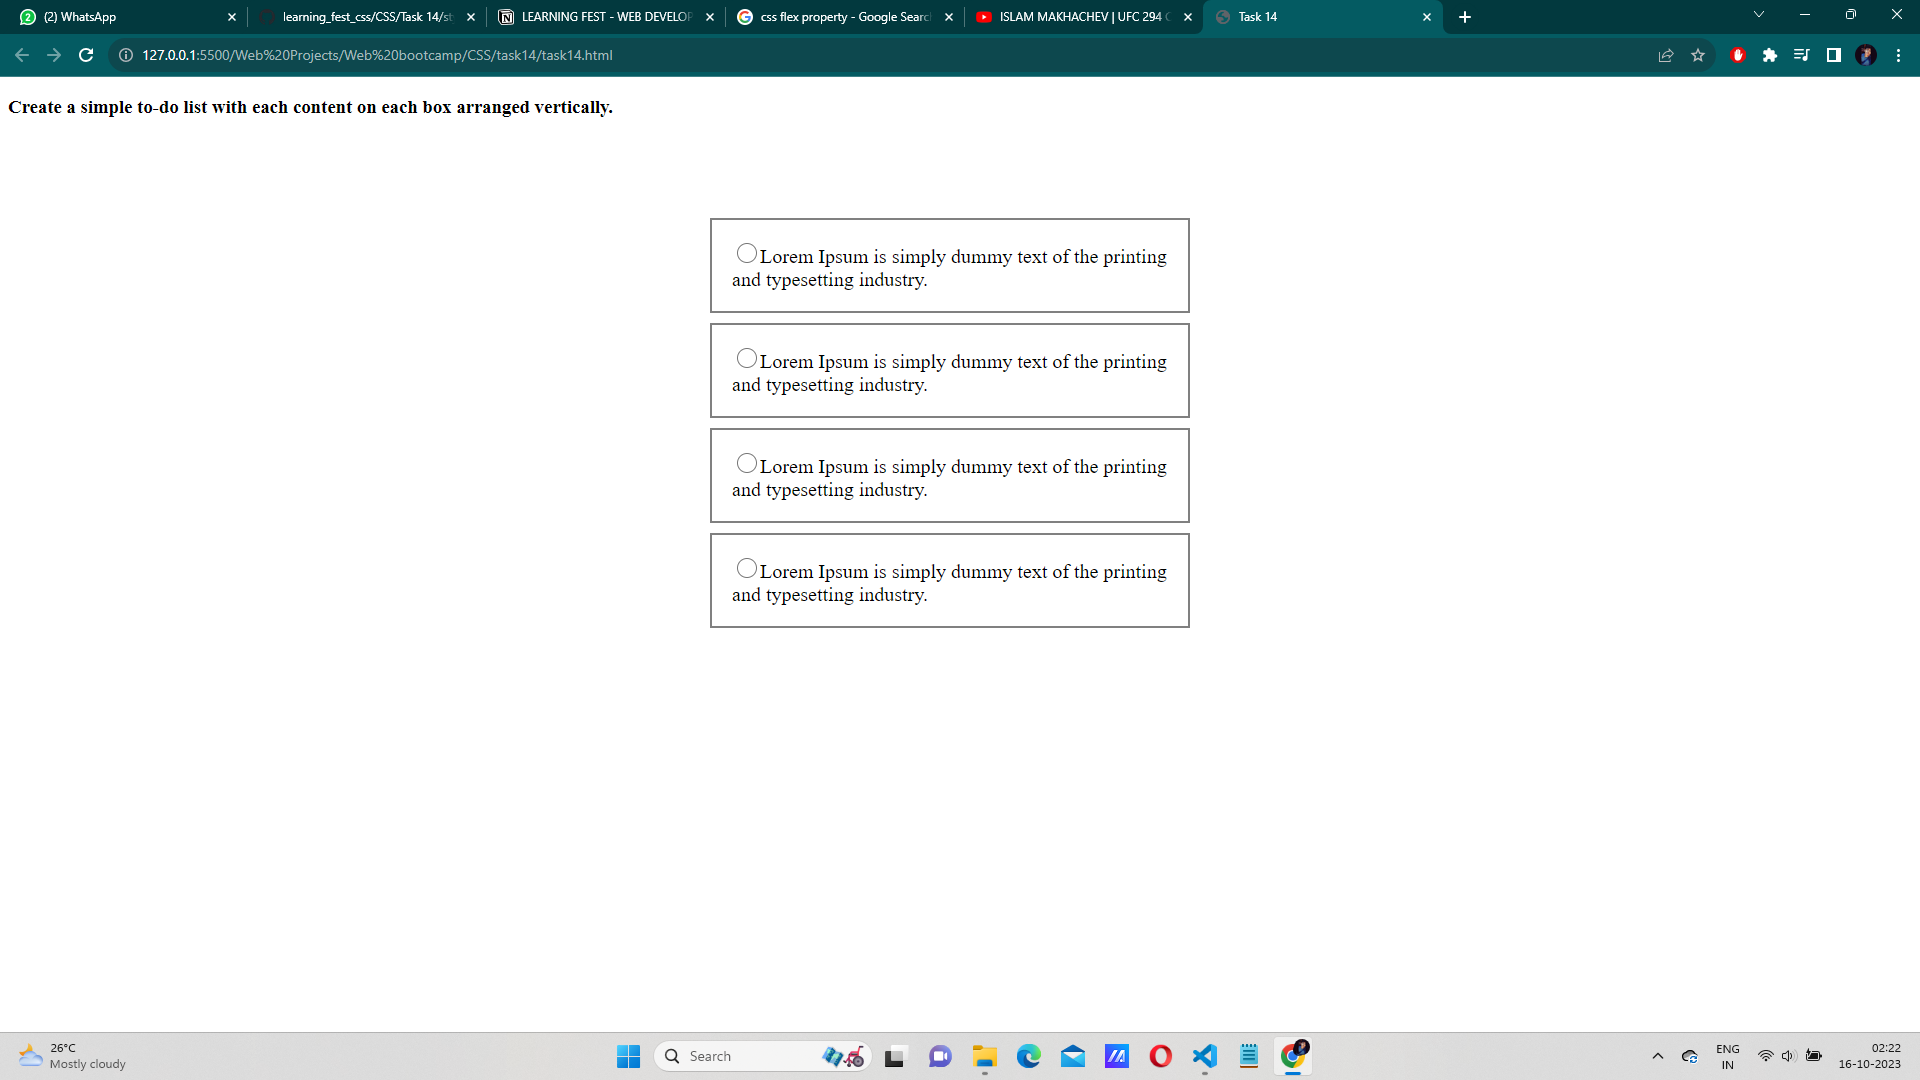 (2) WhatsApp
learning_fest_css/CSS/Task 14/st
LEARNING FEST - WEB DEVELOP
css flex property - Google Search
ISLAM MAKHACHEV | UFC 294 C
Task 14
127.0.0.1:5500/Web%20Projects/Web%20bootcamp/CSS/task14/task14.html
Create a simple to-do list with each content on each box arranged vertically.
Lorem Ipsum is simply dummy text of the printing
and typesetting industry.
Lorem Ipsum is simply dummy text of the printing
and typesetting industry.
Lorem Ipsum is simply dummy text of the printing
and typesetting industry.
Lorem Ipsum is simply dummy text of the printing
and typesetting industry.
26°C
Mostly cloudy
Search
ENG
IN
02:22
16-10-2023